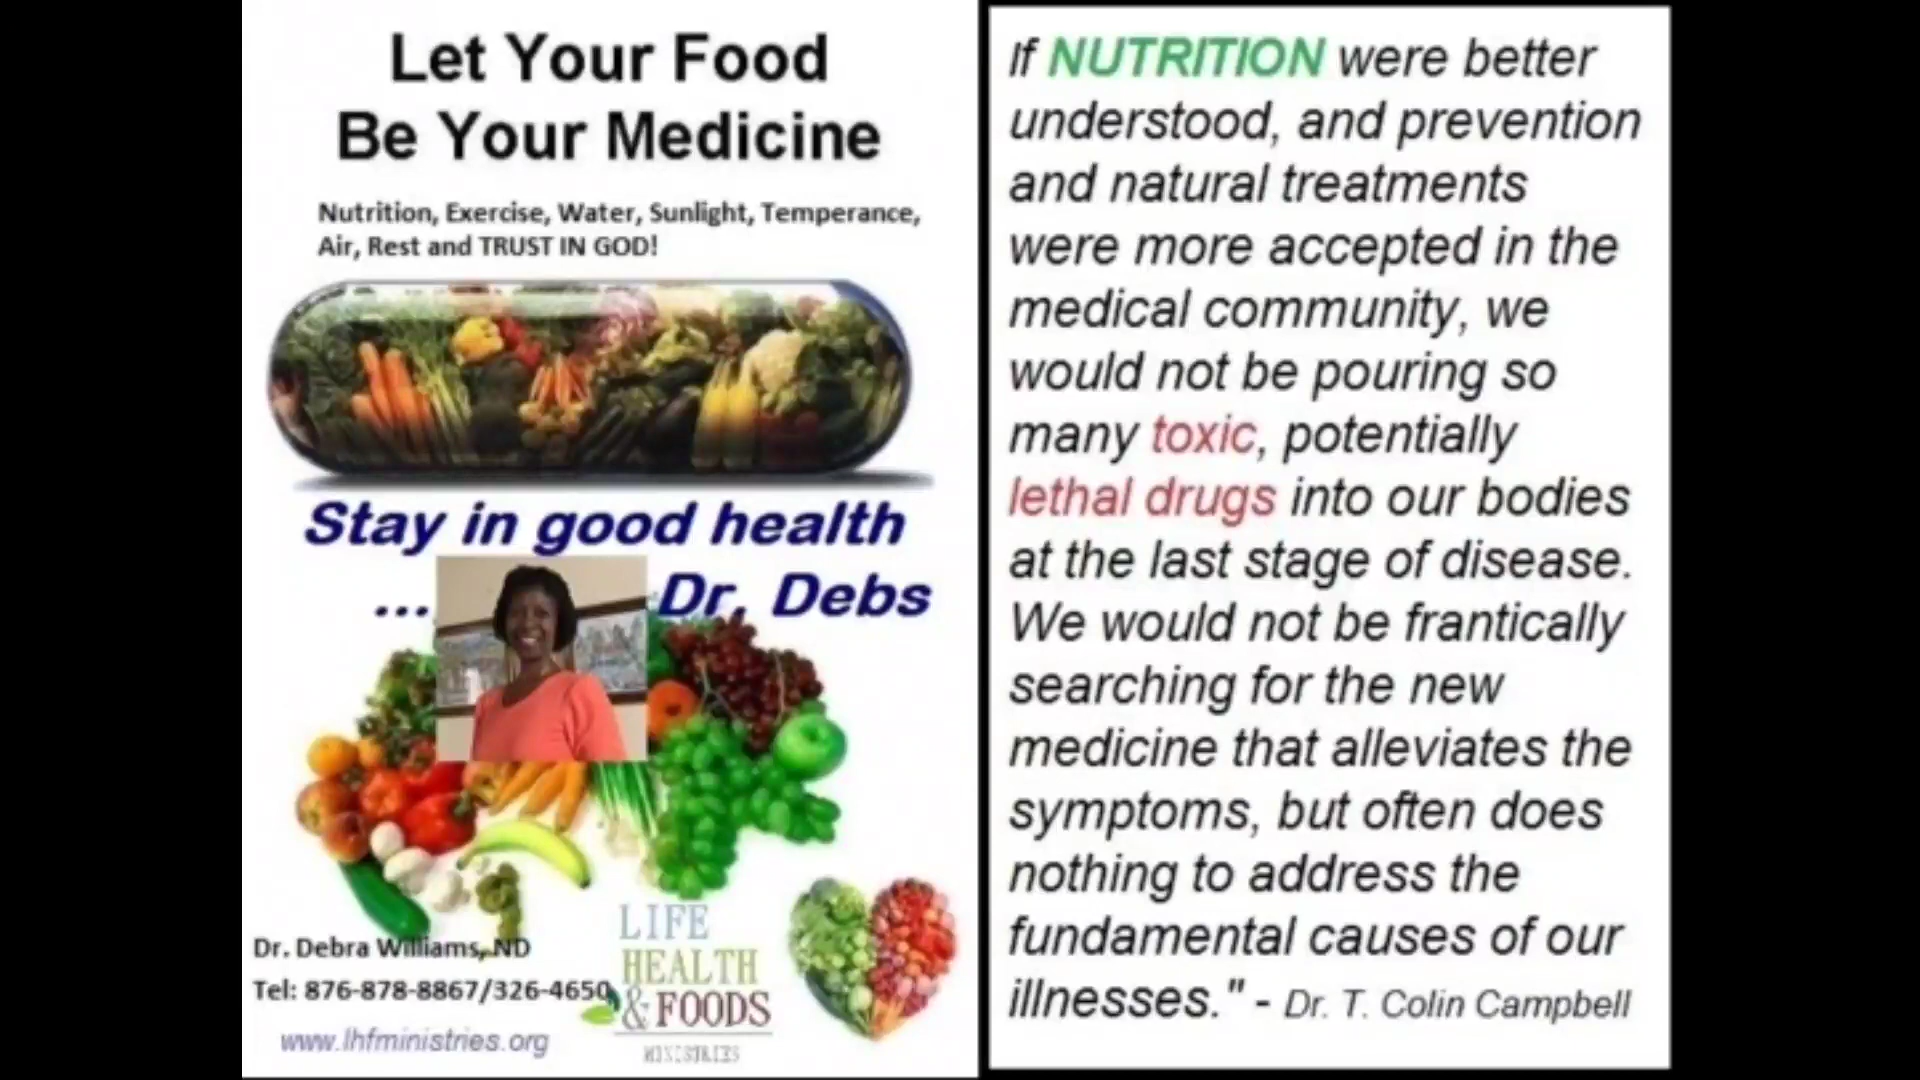 Let Your Food
Be Your Medicine
Nutrition, Exercise, Water, Sunlight, Temperance,
Air, Rest and TRUST IN GOD!
Stay in good health
... Dr. Debs
Dr. Debra Williams, ND
Tel: 876-878-8867/326-4650
www.lhfministries.org
LIFE
HEALTH
& FOODS
MINISTRIES
If NUTRITION were better
understood, and prevention
and natural treatments
were more accepted in the
medical community, we
would not be pouring so
many toxic, potentially
lethal drugs into our bodies
at the last stage of disease.
We would not be frantically
searching for the new
medicine that alleviates the
symptoms, but often does
nothing to address the
fundamental causes of our
illnesses." - Dr. T. Colin Campbell